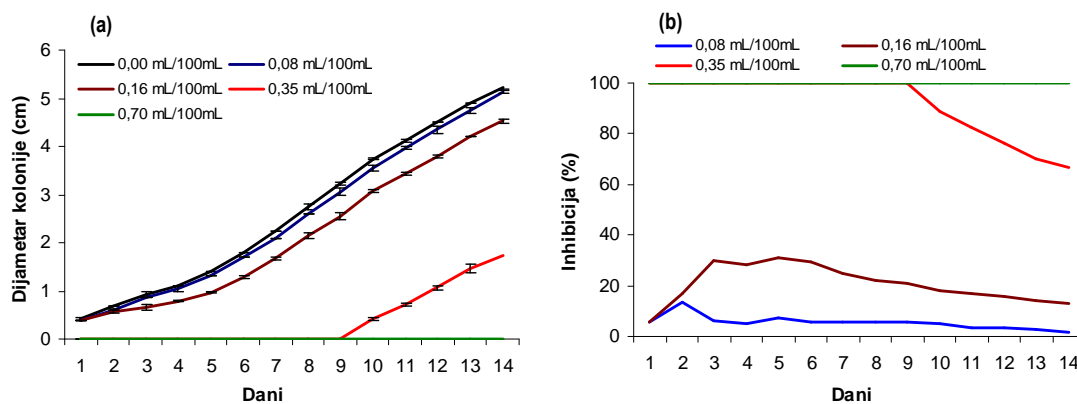 (a)
0,00 mL/100mL 0,08 mL/100mL
0,16 mL/100mL 0,35 mL/100mL
0,70 mL/100mL
Dijametar kolonije (cm)
6
5
4
3
2
1
0
1 2 3 4 5 6 7 8 9 10 11 12 13 14
Dani
(b)
0,08 mL/100mL 0,16 mL/100mL
0,35 mL/100mL 0,70 mL/100mL
Inhibicija (%)
100
80
60
40
20
0
1 2 3 4 5 6 7 8 9 10 11 12 13 14
Dani